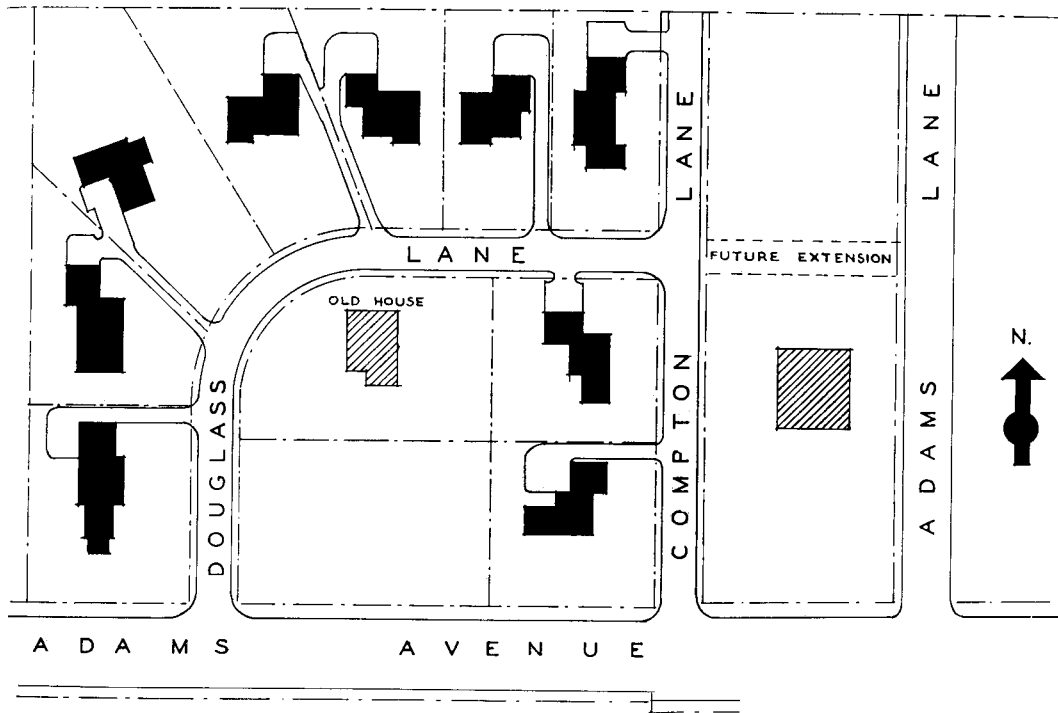 LANE
LANE
LANE
FUTURE EXTENSION
OLD HOUSE
N.
DOUGLASS
COMPTON
ADAMS
ADAMS AVENUE